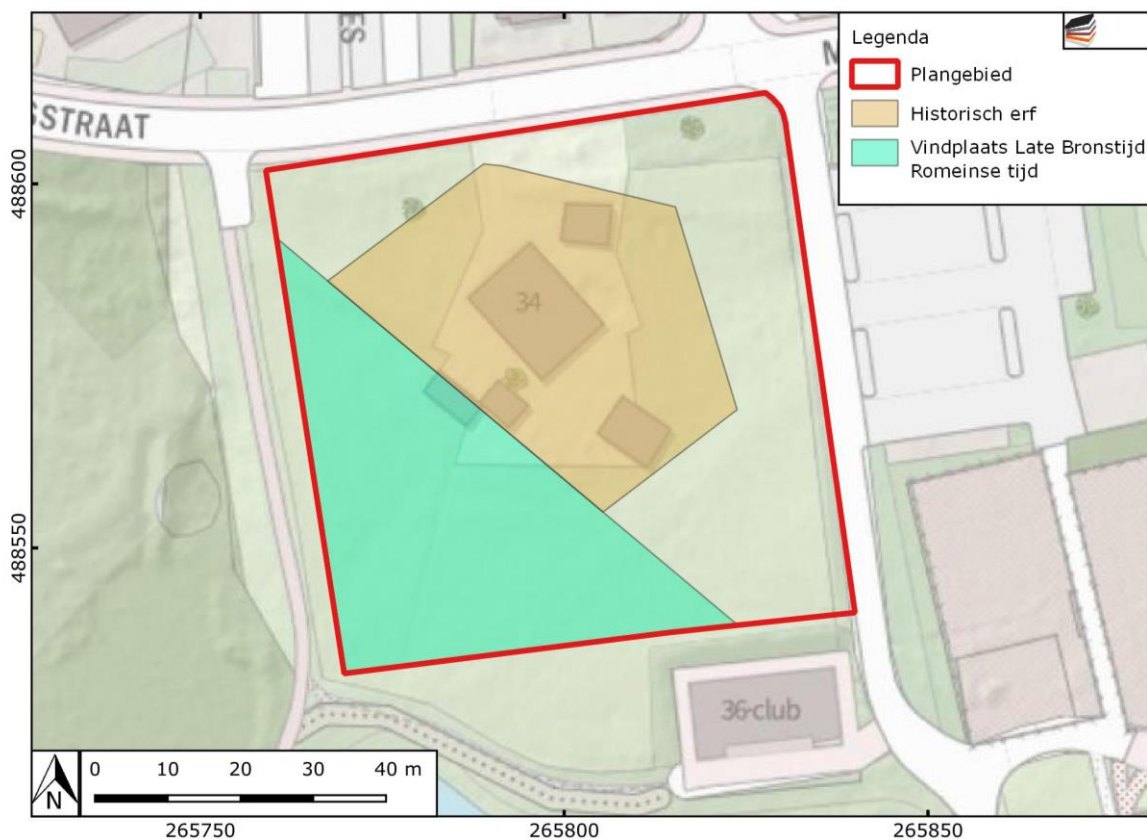 ES
SSTRAAT
N
Legenda
Plangebied
Historisch erf
Vindplaats Late Bronstijd
Romeinse tijd
488600
34
488550
36-club
0 10 20 30 40 m
N
265750 265800 265850